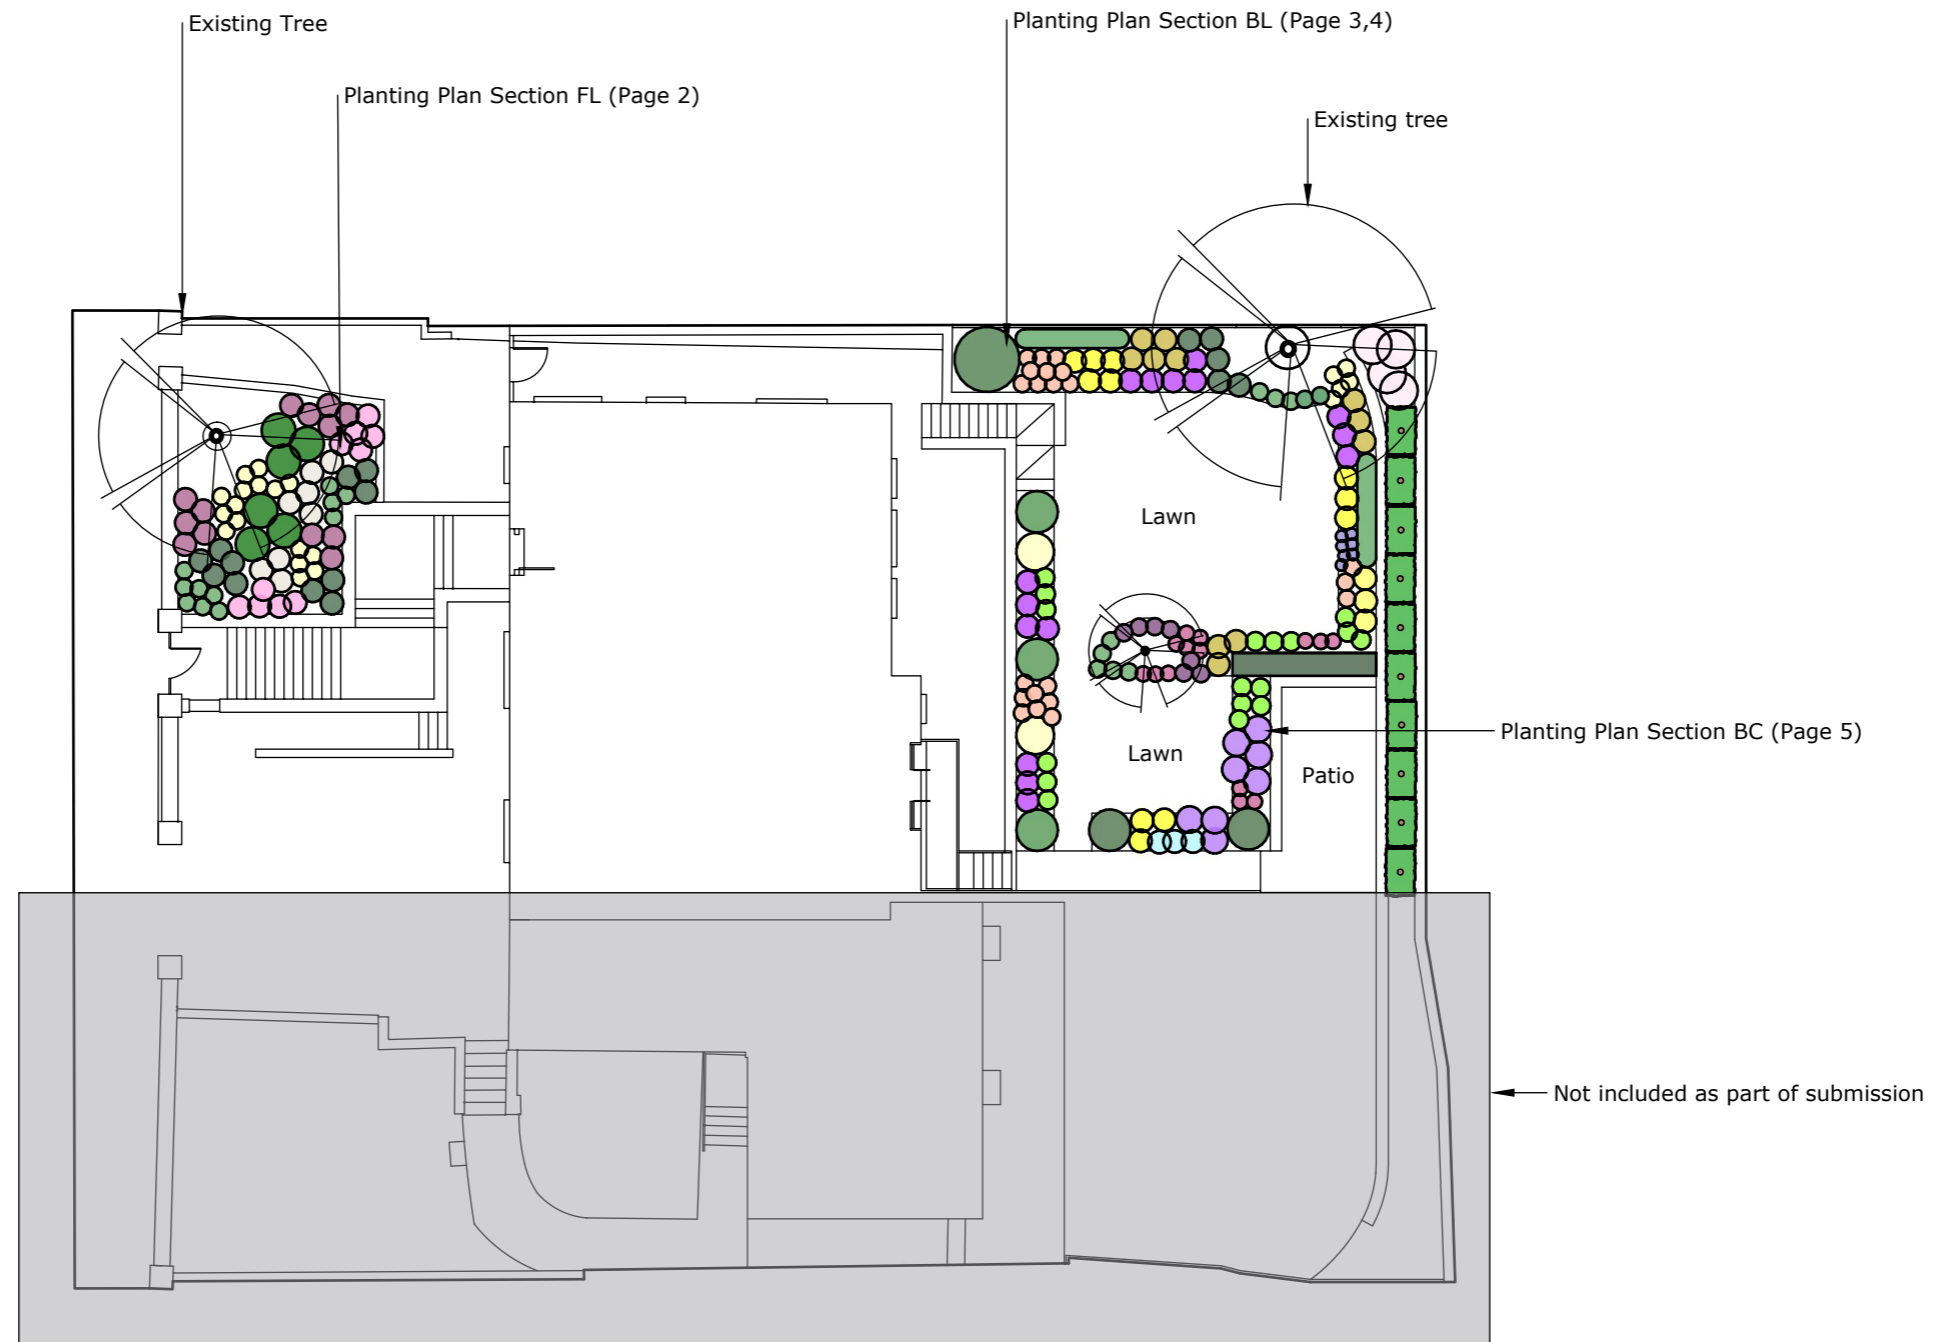 Existing Tree
Planting Plan Section BL (Page 3,4)
Planting Plan Section FL (Page 2)
Existing tree
Lawn
Planting Plan Section BC (Page 5)
Lawn
Patio
Not included as part of submission